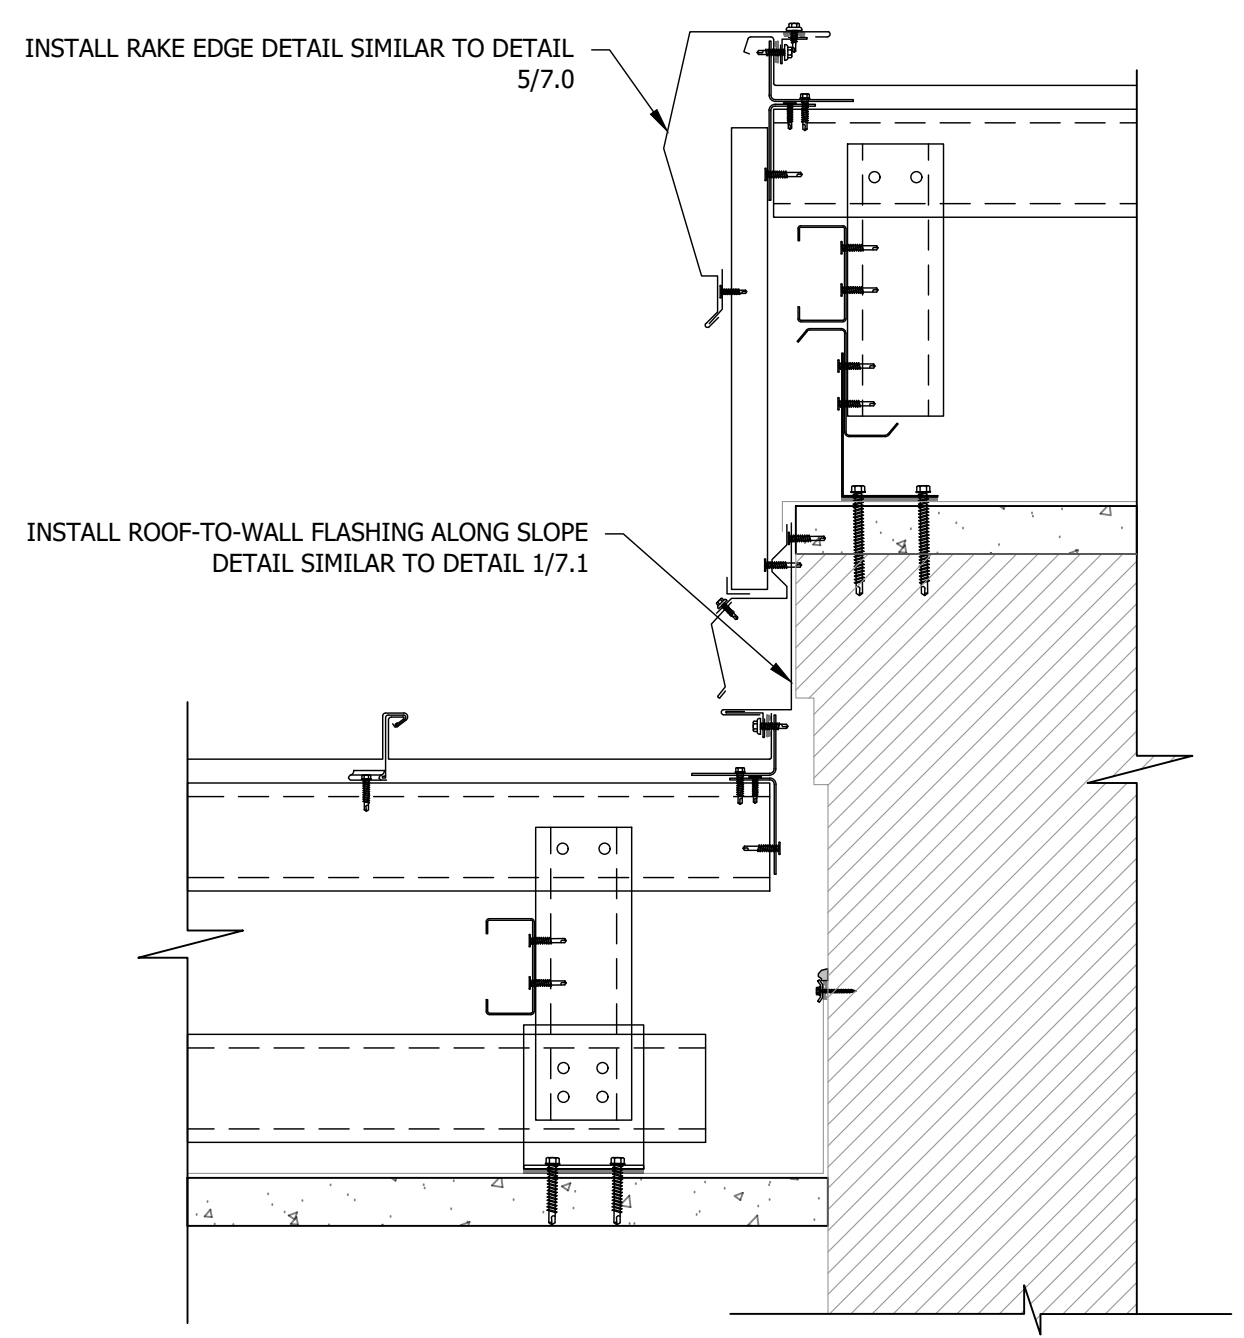 INSTALL RAKE EDGE DETAIL SIMILAR TO DETAIL
5/7.0
INSTALL ROOF-TO-WALL FLASHING ALONG SLOPE
DETAIL SIMILAR TO DETAIL 1/7.1